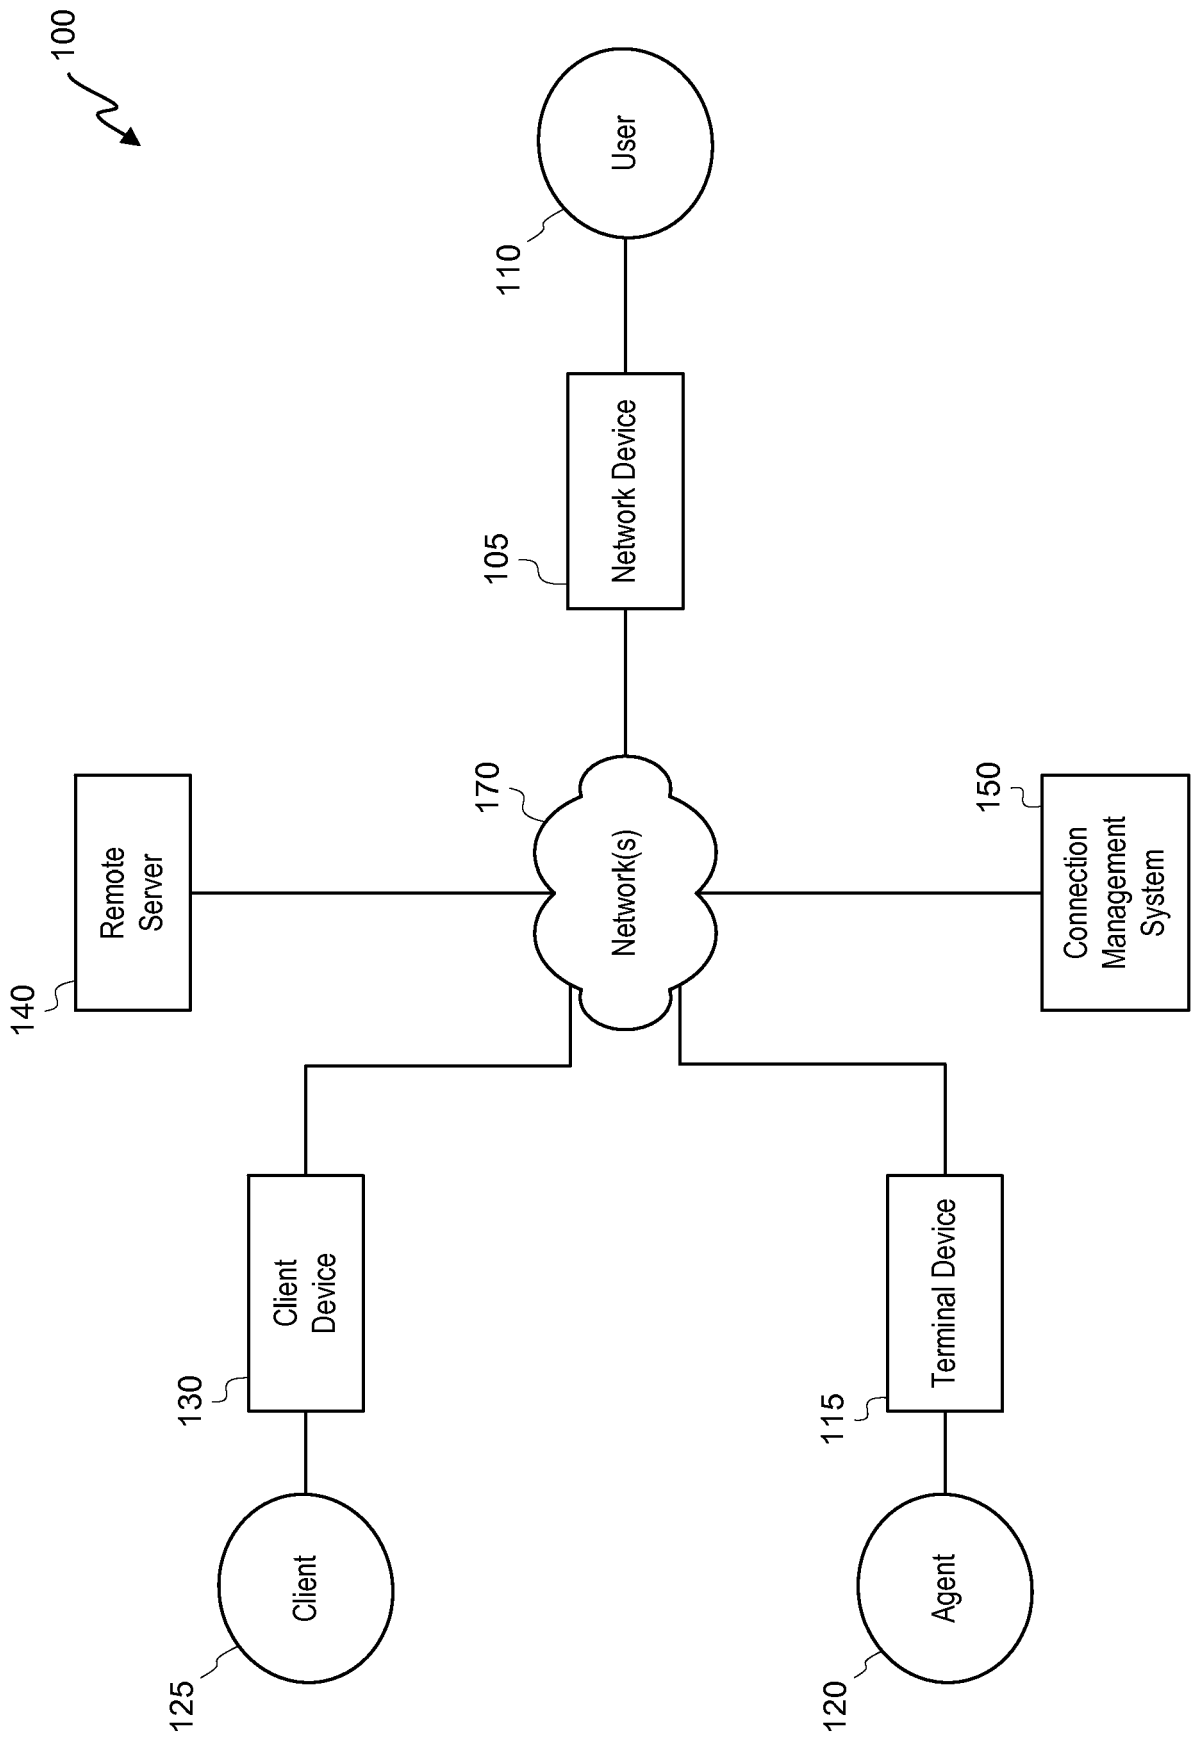 100
140
Remote
Server
125
Client
130
Client
Device
170
Network(s)
105
Network Device
110
User
120
Agent
115
Terminal Device
150
Connection
Management
System